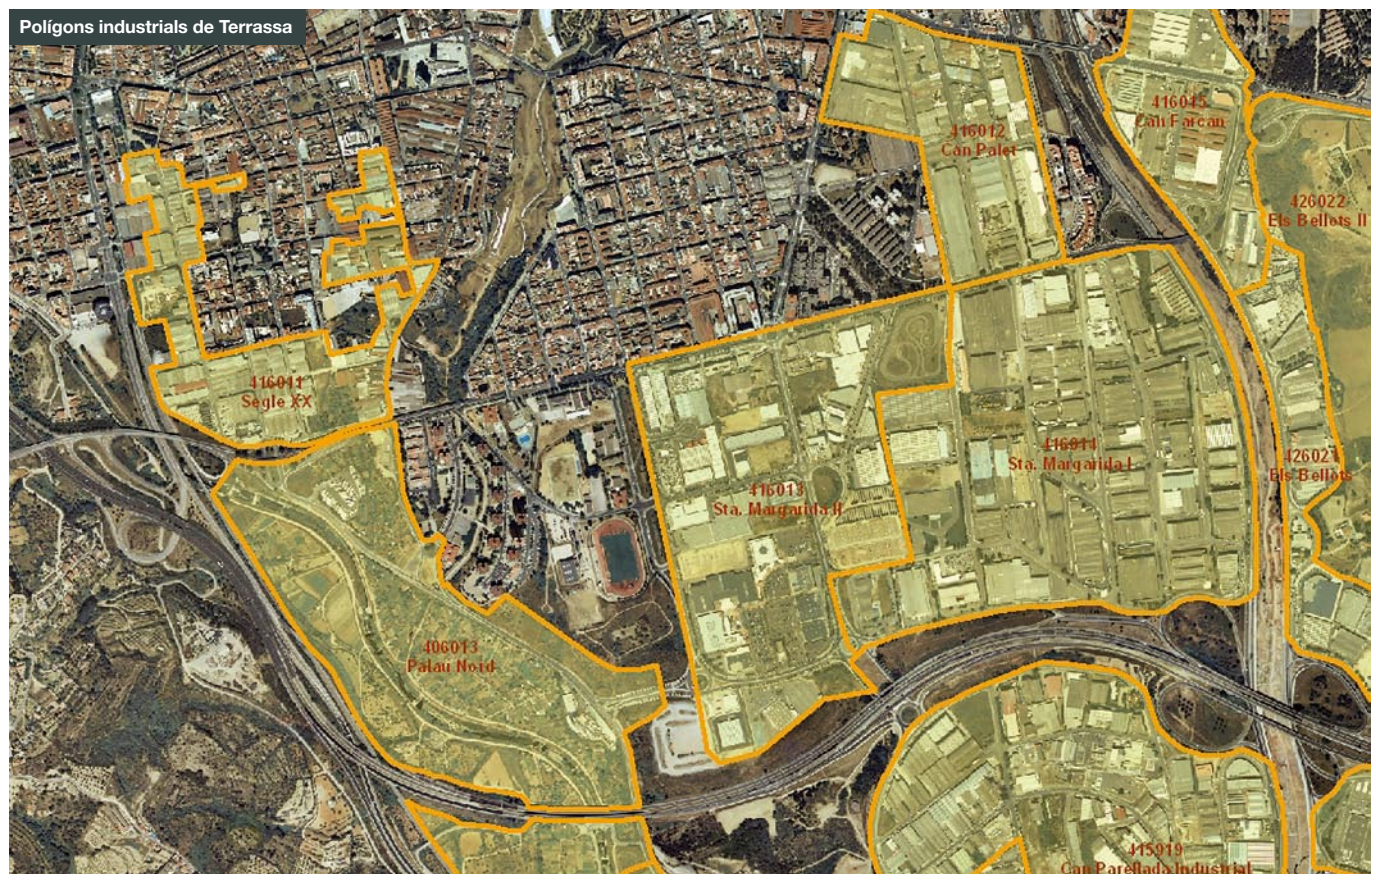 Polígons industrials de Terrassa
416015
Can Farcan
416012
Can Palet
426022
Els Bellots II
416011
Segle XX
416014
Sta. Margarida I
426021
Els Bellots
416013
Sta. Margarida II
406013
Palau Nord
415919
Can Parellada Industrial